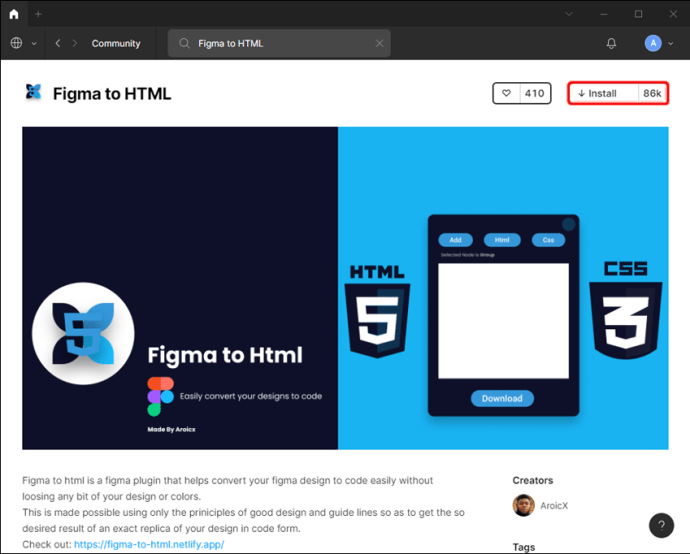 Community
Figma to HTML
A
Figma to HTML
410
Install
86k
Add
Html
Css
Selected Node is Group
HTML
5
CSS
3
5
Figma to Html
Easily convert your designs to code
Download
Made By Aroicx
Figma to html is a figma plugin that helps convert your figma design to code easily without
loosing any bit of your design or colors.
This is made possible using only the priniciples of good design and guide lines so as to get the so
desired result of an exact replica of your design in code form.
Check out: https://figma-to-html.netlify.app/
Creators
AroicX
?
Tags